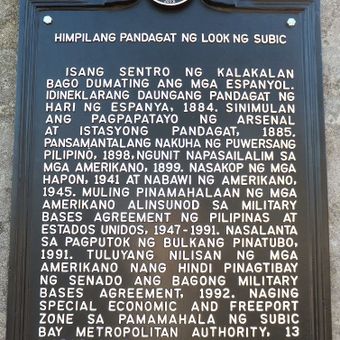 HIMPILANG PANDAGAT NG LOOK NG SUBIC
ISANG SENTRO NG KALAKALAN
BAGO DUMATING ANG MGA ESPANYOL.
IDINEKLARANG DAUNGANG PANDAGAT NG
HARI NG ESPANYA, 1884. SINIMULAN
ANG PAGPAPATAYO NG ARSENAL
AT ISTASYONG PANDAGAT, 1885.
PANSAMANTALANG NAKUHA NG PUWERSANG
PILIPINO, 1898, NGUNIT NAPASAILALIM SA
MGA AMERIKANO, 1899. NASAKOP NG MGA
HAPON, 1941 AT NABAWI NG AMERIKANO,
1945. MULING PINAMAHALAAN NG MGA
AMERIKANO ALINSUNOD SA MILITARY
BASES AGREEMENT NG PILIPINAS AT
ESTADOS UNIDOS, 1947-1991. NASALANTA
SA PAGPUTOK NG BULKANG PINATUBO,
1991. TULUYANG NILISAN NG MGA
AMERIKANO NANG HINDI PINAGTIBAY
NG SENADO ANG BAGONG MILITARY
BASES AGREEMENT, 1992. NAGING
SPECIAL ECONOMIC AND FREEPORT
ZONE SA PAMAMAHALA NG SUBIC
BAY METROPOLITAN AUTHORITY, 13